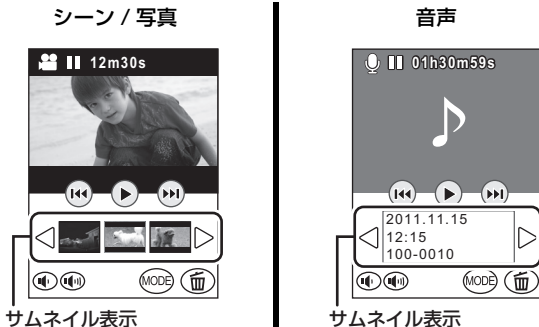 シーン / 写真
12m30s
MODE
サムネイル表示
音声
01h30m59s
2011.11.15
12:15
100-0010
MODE
サムネイル表示